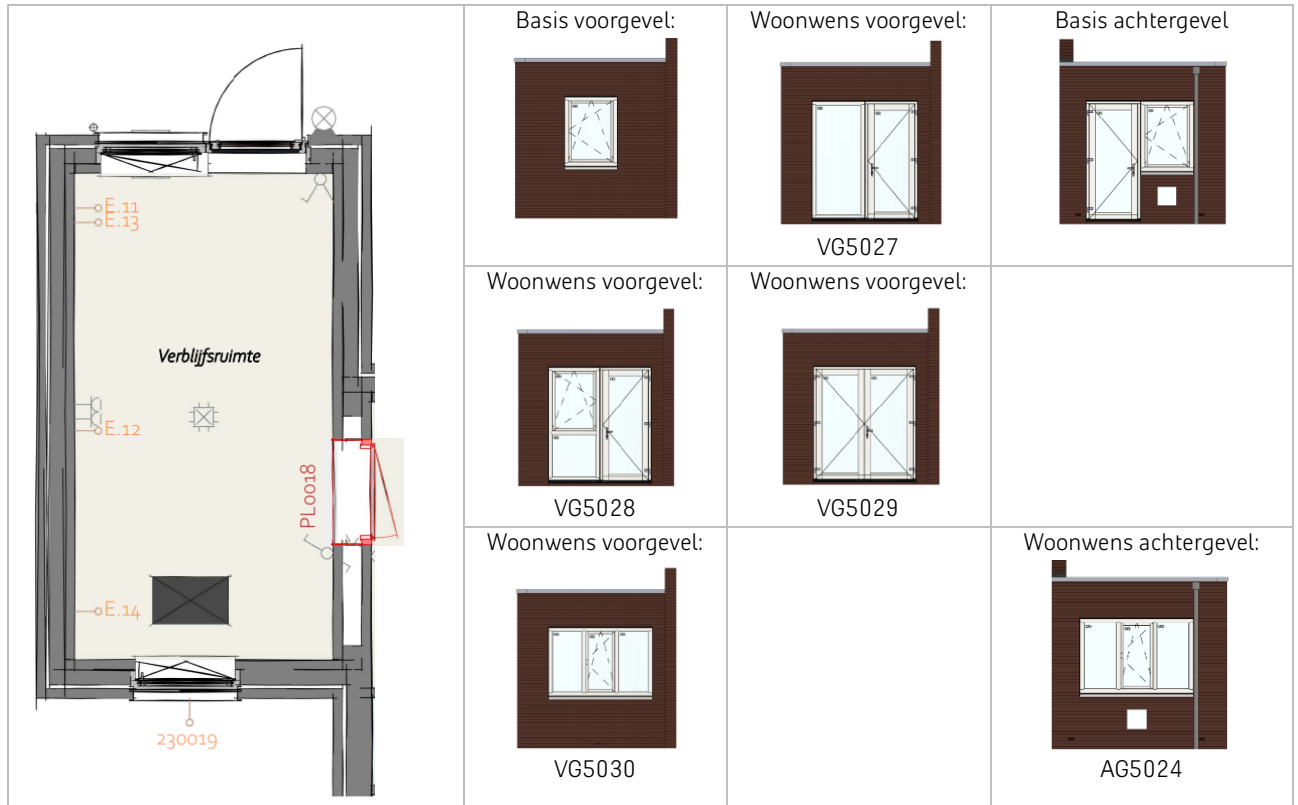 E.11
E.13
Verblijfsruimte
E.12
PL0018
E.14
230019
Basis voorgevel:
Woonwens voorgevel:
VG5027
Basis achtergevel
Woonwens voorgevel:
VG5028
Woonwens voorgevel:
VG5029
Woonwens voorgevel:
VG5030
Woonwens achtergevel:
AG5024